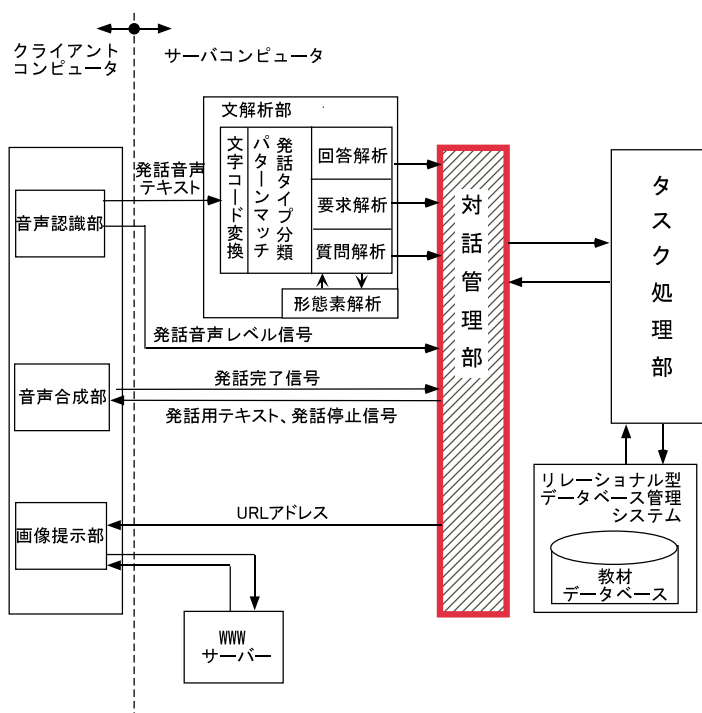 クライアント
コンピュータ
サーバコンピュータ
文解析部
発話音声
テキスト
文字コード変換
パターンマッチ
発話タイプ分類
回答解析
要求解析
質問解析
形態素解析
音声認識部
発話音声レベル信号
音声合成部
発話完了信号
発話用テキスト、発話停止信号
画像提示部
URLアドレス
WWW
サーバー
対話管理部
タスク処理部
リレーショナル型
データベース管理
システム
教材
データベース